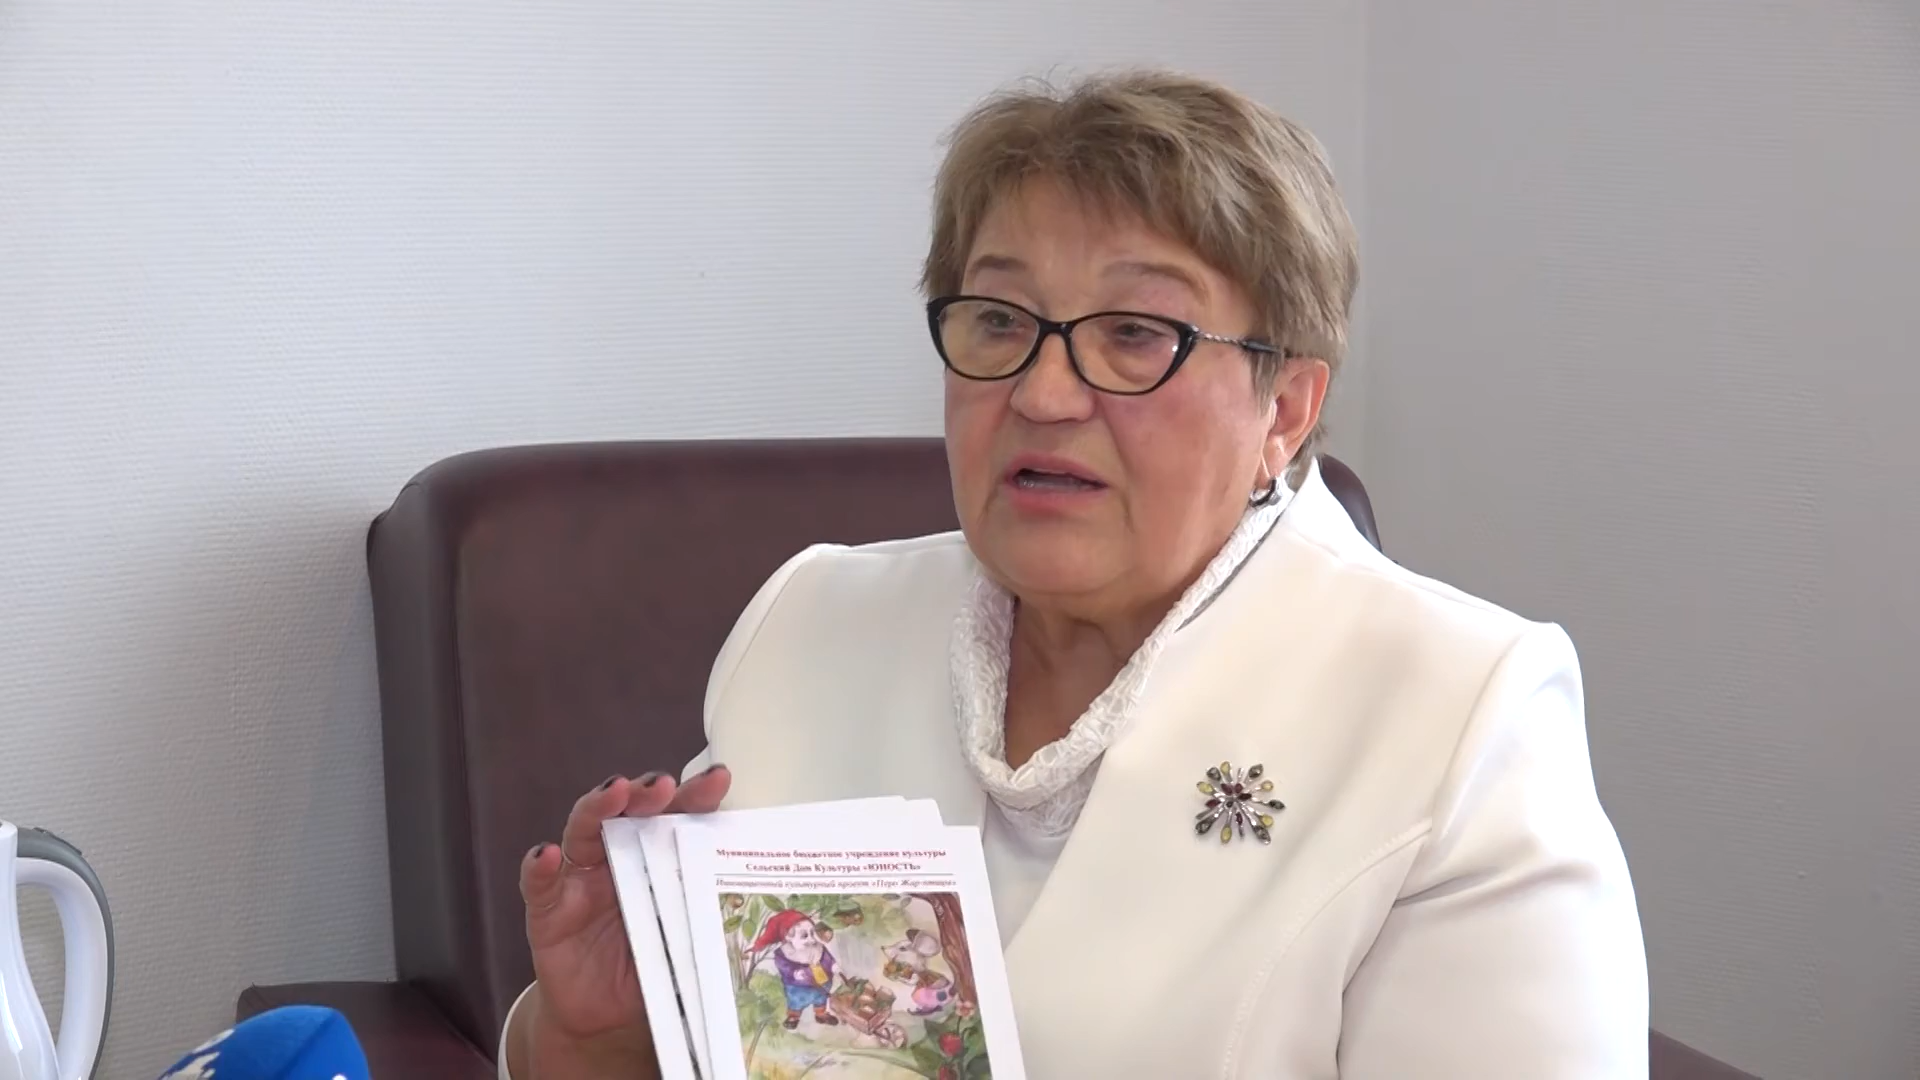 Муниципальное бюджетное учреждение культуры
Сельский Дом Культуры «ЮНОСТЬ»
Инновационный культурный проект «Перо Жар-птицы»